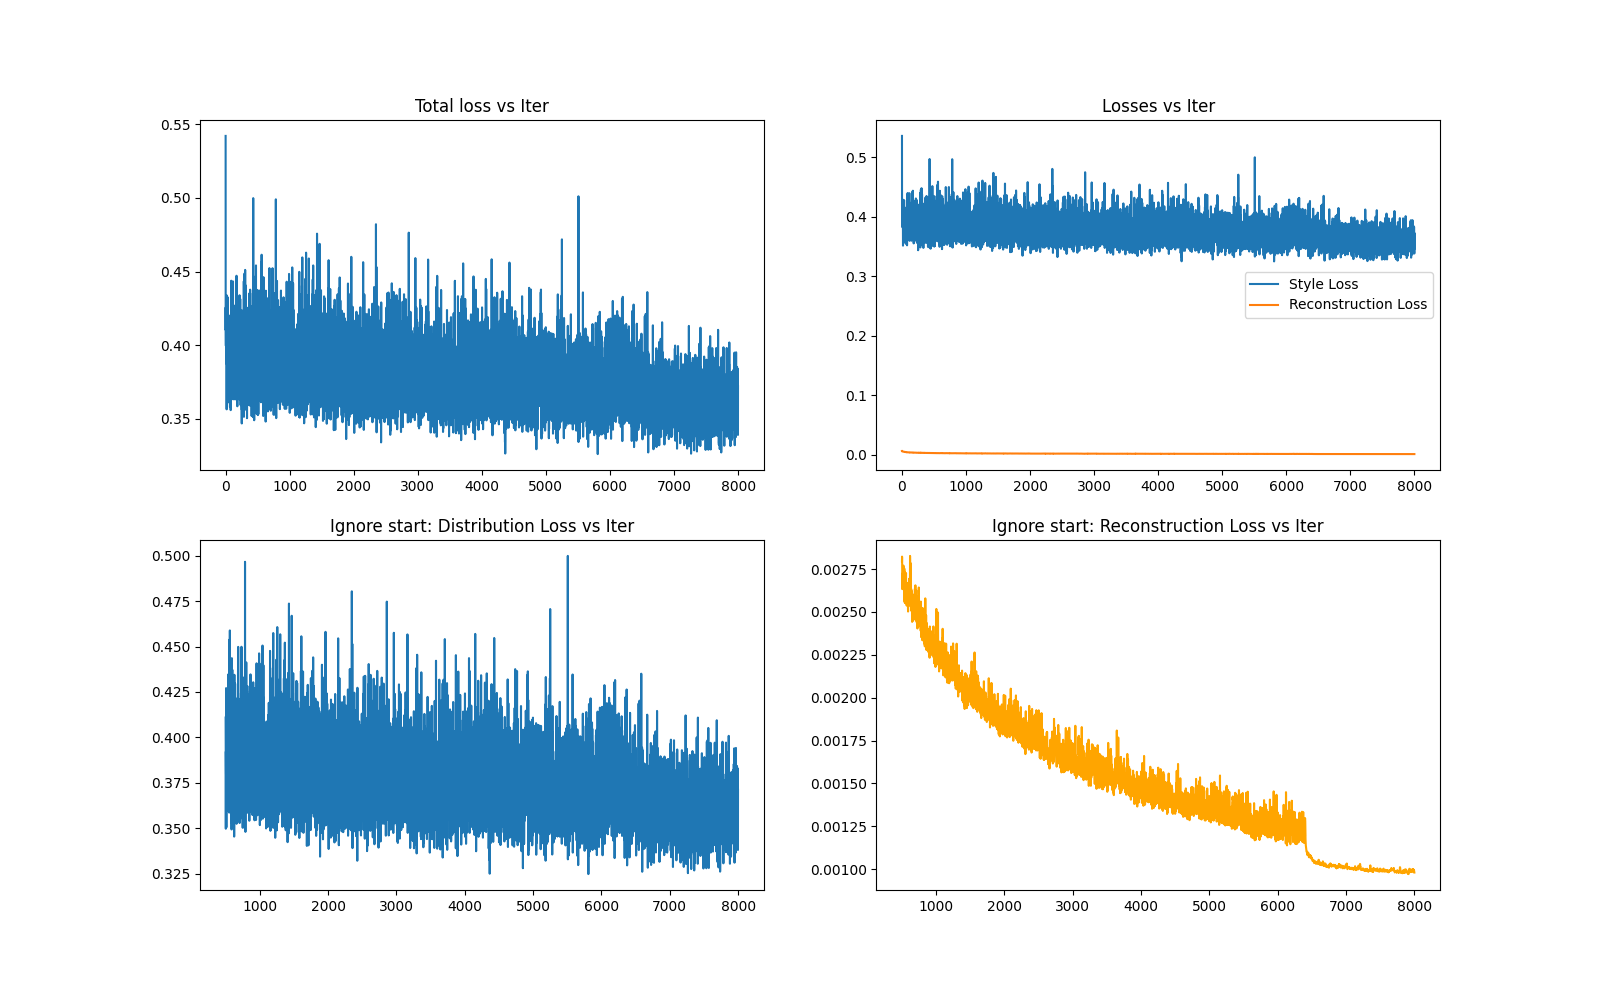 Total loss vs Iter
0.55
0.50
0.45
0.40
0.35
0 1000 2000 3000 4000 5000 6000 7000 8000
Losses vs Iter
0.5
0.4
0.3
0.2
0.1
0.0
Style Loss
Reconstruction Loss
0 1000 2000 3000 4000 5000 6000 7000 8000
Ignore start: Distribution Loss vs Iter
0.500
0.475
0.450
0.425
0.400
0.375
0.350
0.325
1000 2000 3000 4000 5000 6000 7000 8000
Ignore start: Reconstruction Loss vs Iter
0.00275
0.00250
0.00225
0.00200
0.00175
0.00150
0.00125
0.00100
1000 2000 3000 4000 5000 6000 7000 8000